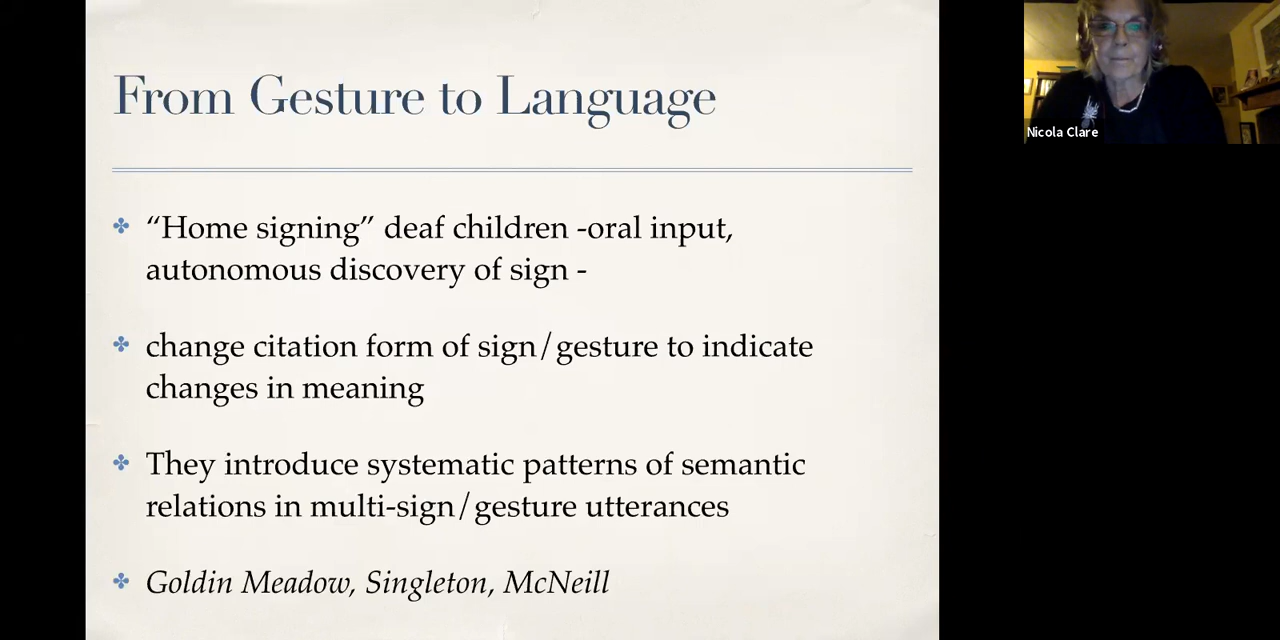 From Gesture to Language
“Home signing” deaf children -oral input,
autonomous discovery of sign -
change citation form of sign/gesture to indicate
changes in meaning
They introduce systematic patterns of semantic
relations in multi-sign/gesture utterances
Goldin Meadow, Singleton, McNeill
Nicola Clare